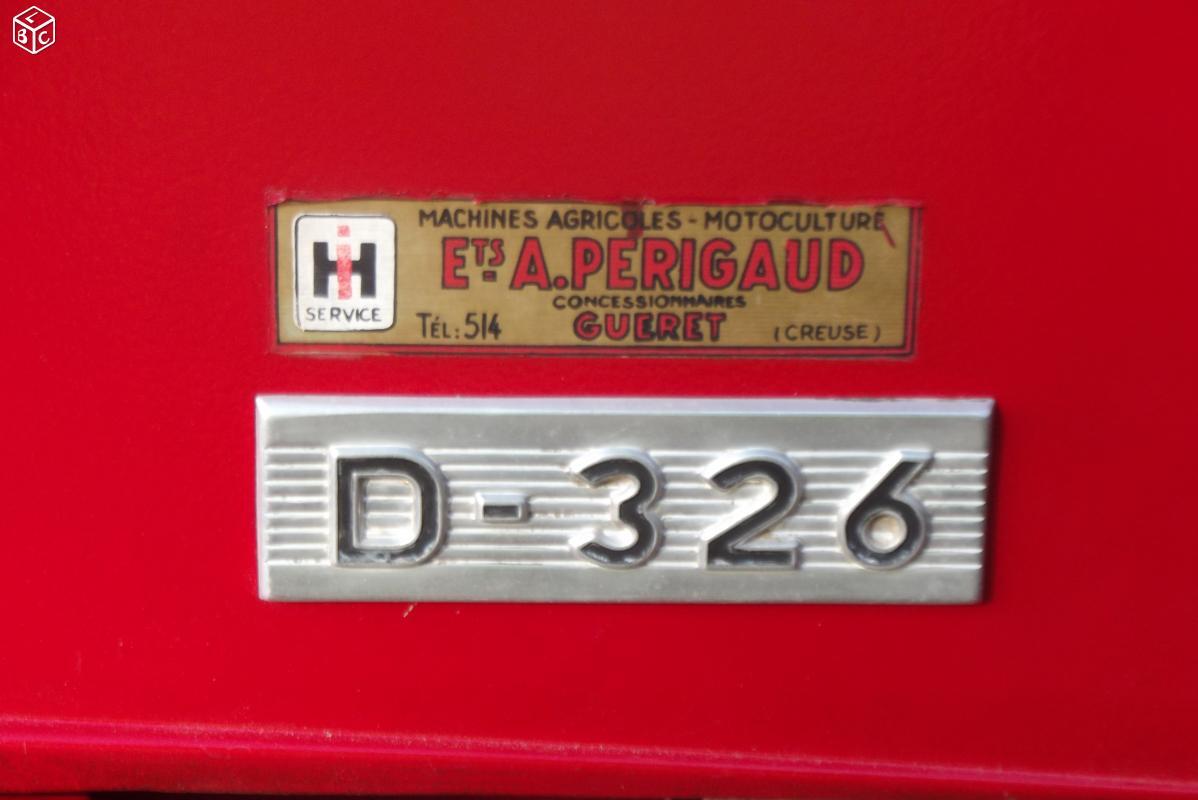 LBC
MACHINES AGRICOLES - MOTOCULTURE
ETS A. PERIGAUD
CONCESSIONNAIRES
IH SERVICE
TÉL: 514 GUERET (CREUSE)
D-326